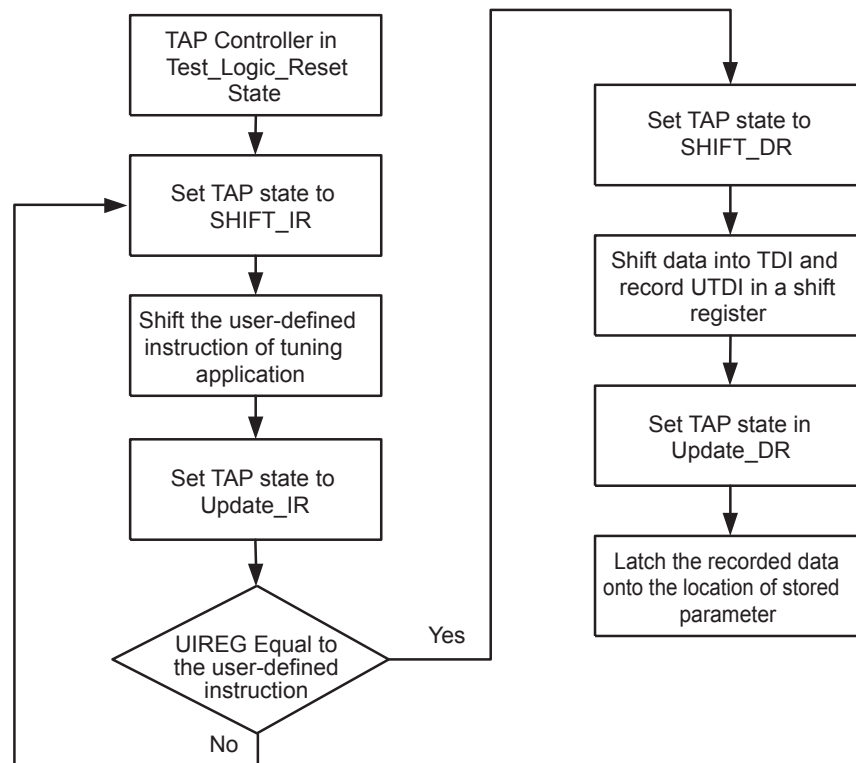 TAP Controller in
Test_Logic_Reset
State
Set TAP state to
SHIFT_IR
Shift the user-defined
instruction of tuning
application
Set TAP state to
Update_IR
UIREG Equal to
the user-defined
instruction
Yes
No
Set TAP state to
SHIFT_DR
Shift data into TDI and
record UTDI in a shift
register
Set TAP state in
Update_DR
Latch the recorded data
onto the location of stored
parameter